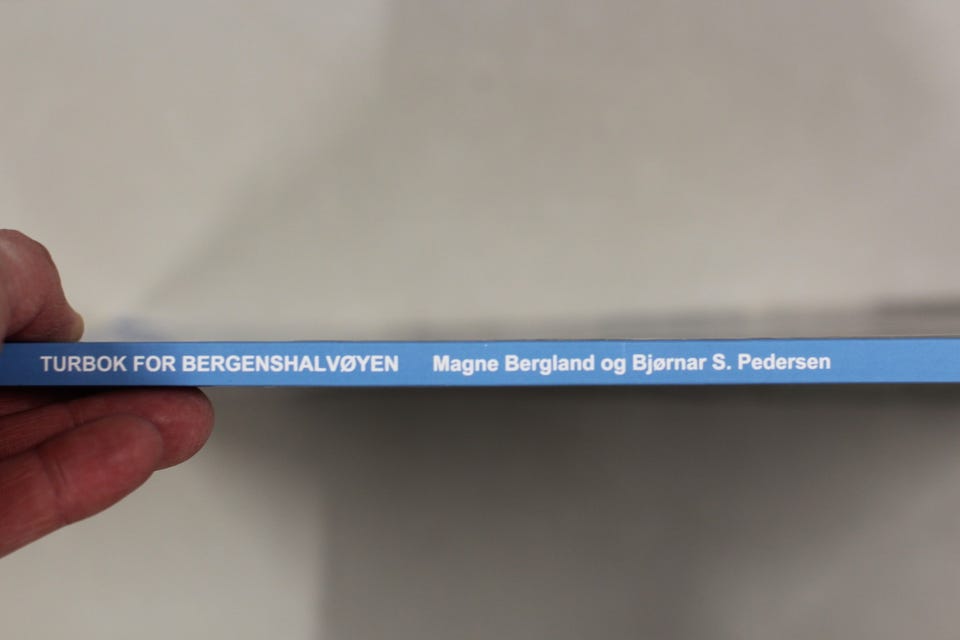 TURBOK FOR BERGENSHALVØYEN Magne Bergland og Bjørnar S. Pedersen